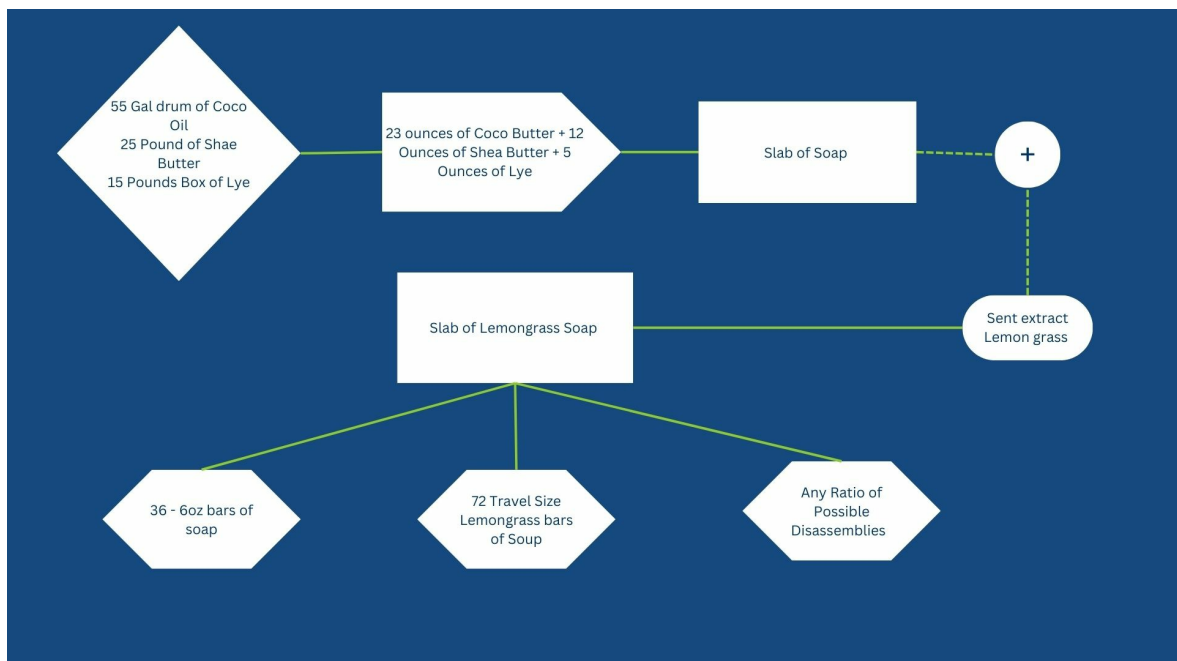 55 Gal drum of Coco
Oil
25 Pound of Shae
Butter
15 Pounds Box of Lye
23 ounces of Coco Butter + 12
Ounces of Shea Butter + 5
Ounces of Lye
Slab of Soap
+
Sent extract
Lemon grass
Slab of Lemongrass Soap
36 - 6oz bars of
soap
72 Travel Size
Lemongrass bars
of Soup
Any Ratio of
Possible
Disassemblies